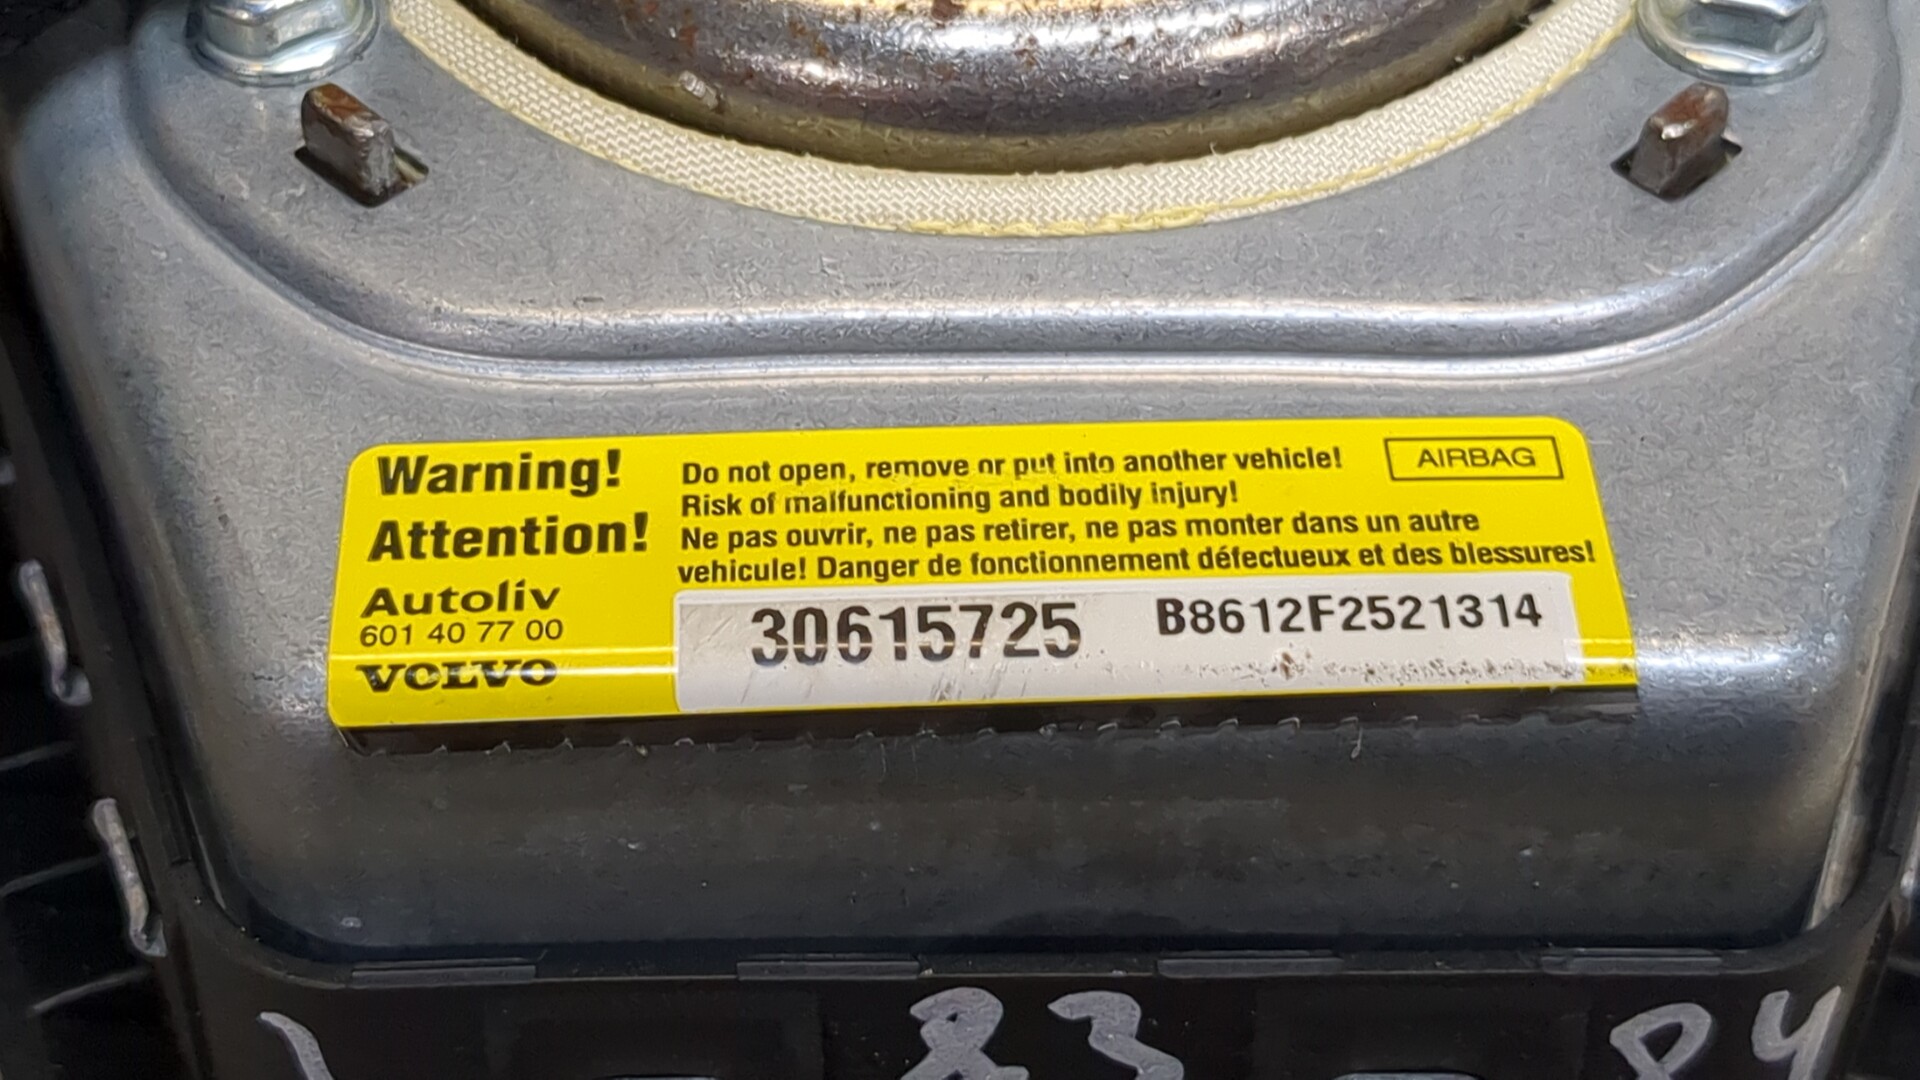 Warning!
Attention!
Autoliv
601 40 77 00
VOLVO
Do not open, remove or put into another vehicle!
Risk of malfunctioning and bodily injury!
Ne pas ouvrir, ne pas retirer, ne pas monter dans un autre
vehicule! Danger de fonctionnement défectueux et des blessures!
AIRBAG
30615725 B8612F2521314
83